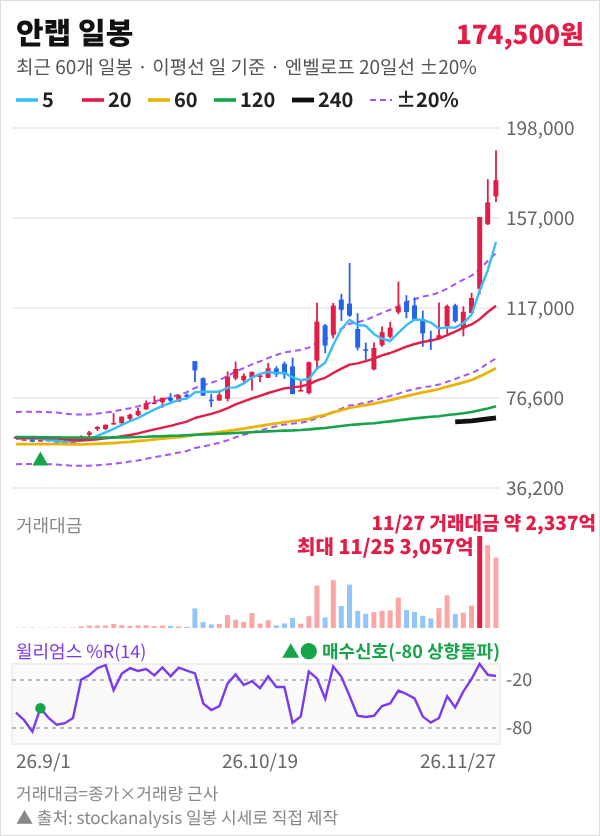 안랩 일봉
174,500원
최근 60개 일봉 · 이평선 일 기준 · 엔벨로프 20일선 ±20%
5 20 60 120 240 ±20%
198,000
157,000
117,000
76,600
36,200
거래대금
11/27 거래대금 약 2,337억
최대 11/25 3,057억
윌리엄스 %R(14)
▲● 매수신호(-80 상향돌파)
-20
-80
26.9/1 26.10/19 26.11/27
거래대금=종가×거래량 근사
▲ 출처: stockanalysis 일봉 시세로 직접 제작